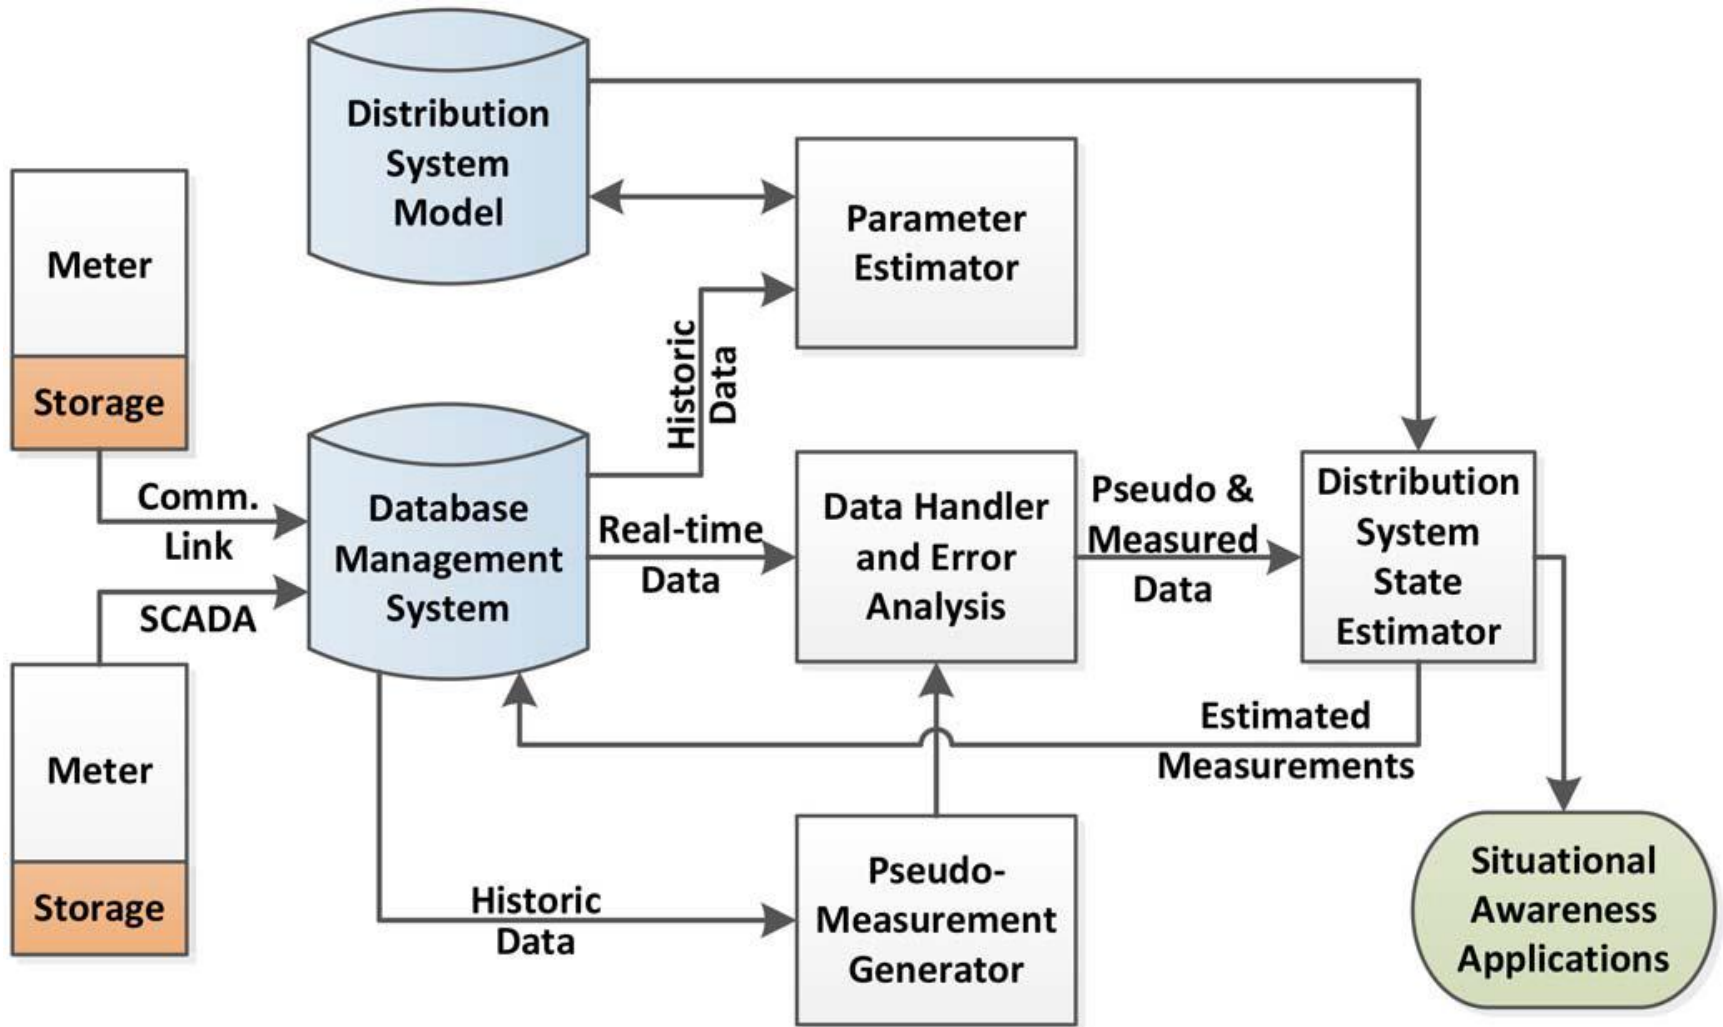 Distribution
System
Model
Meter
Storage
Parameter
Estimator
Historic
Data
Comm.
Link
SCADA
Database
Management
System
Real-time
Data
Data Handler
and Error
Analysis
Pseudo &
Measured
Data
Distribution
System
State
Estimator
Meter
Storage
Estimated
Measurements
Historic
Data
Pseudo-
Measurement
Generator
Situational
Awareness
Applications